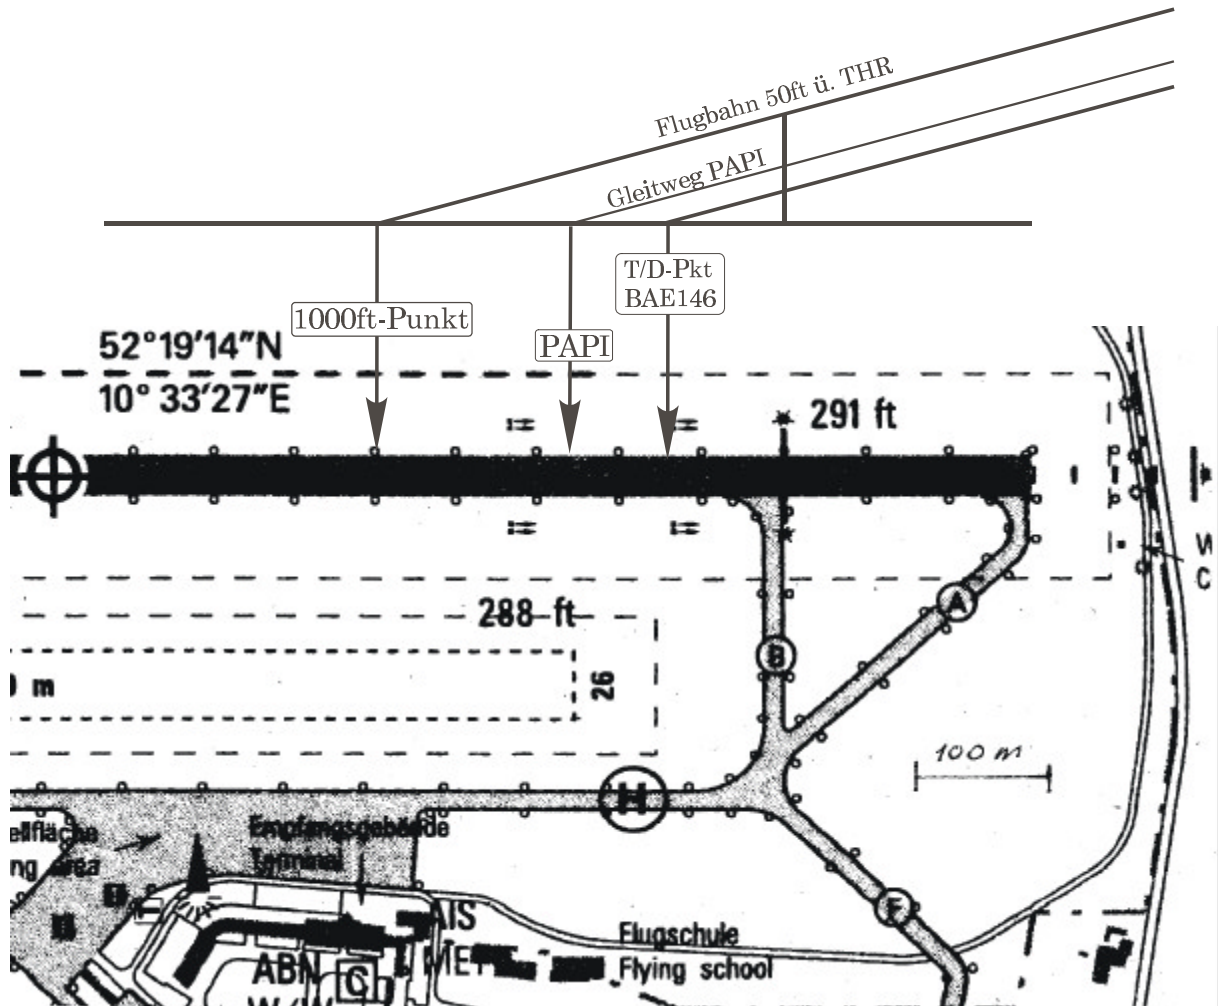 Flugbahn 50ft ü. THR
Gleitweg PAPI
T/D-Pkt
BAE146
1000ft-Punkt
PAPI
52°19′14″N
10° 33′27″E
291 ft
W
C
A
288 ft
B
m
26
100 m
H
Empfangsgebäude
Terminal
F
AIS
MET
Flugschule
Flying school
ABN
C